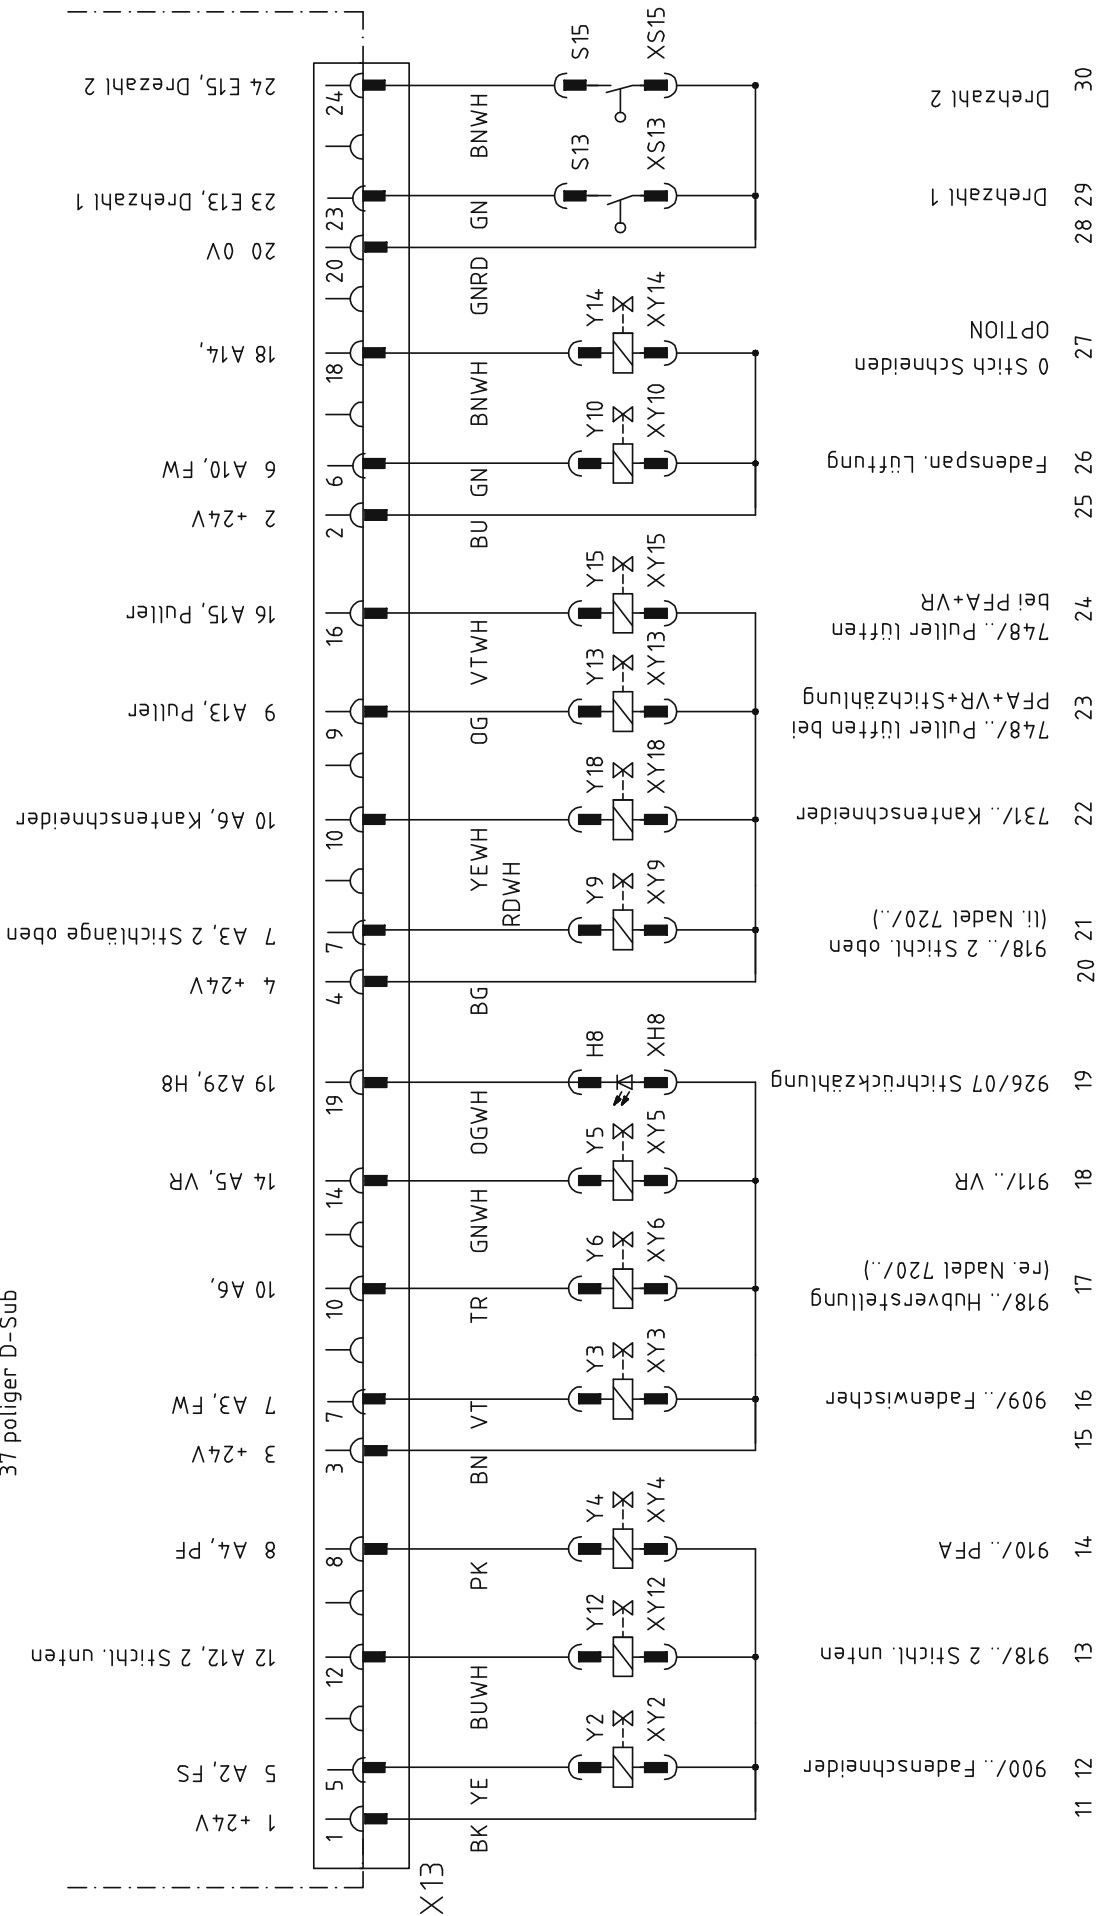 37 poliger D-Sub
X13
1 +24V
5 A2, FS
12 A12, 2 Stichl. unten
8 A4, PF
3 +24V
7 A3, FW
10 A6,
14 A5, VR
19 A29, H8
4 +24V
7 A3, 2 Stichlänge oben
10 A6, Kantenschneider
9 A13, Puller
16 A15, Puller
2 +24V
6 A10, FW
18 A14,
20 0V
23 E13, Drehzahl 1
24 E15, Drezahl 2
1
5
12
8
3
7
10
14
19
4
7
10
9
16
2
6
18
20
23
24
BK
YE
BUWH
PK
BN
VT
TR
GNWH
OGWH
BG
RDWH
YEWH
OG
VTWH
BU
GN
BNWH
GNRD
GN
BNWH
Y2
XY2
Y12
XY12
Y4
XY4
Y3
XY3
Y6
XY6
Y5
XY5
H8
XH8
Y9
XY9
Y18
XY18
Y13
XY13
Y15
XY15
Y10
XY10
Y14
XY14
S13
XS13
S15
XS15
900/.. Fadenschneider
918/.. 2 Stichl. unten
910/.. PFA
909/.. Fadenwischer
918/.. Hubverstellung
(re. Nadel 720/..)
911/.. VR
926/07 Stichrückzählung
918/.. 2 Stichl. oben
(li. Nadel 720/..)
731/.. Kantenschneider
748/.. Puller lüften bei
PFA+VR+Stichzählung
748/.. Puller lüften
bei PFA+VR
Fadenspan. Lüftung
0 Stich Schneiden
OPTION
Drehzahl 1
Drehzahl 2
11
12
13
14
15
16
17
18
19
20
21
22
23
24
25
26
27
28
29
30